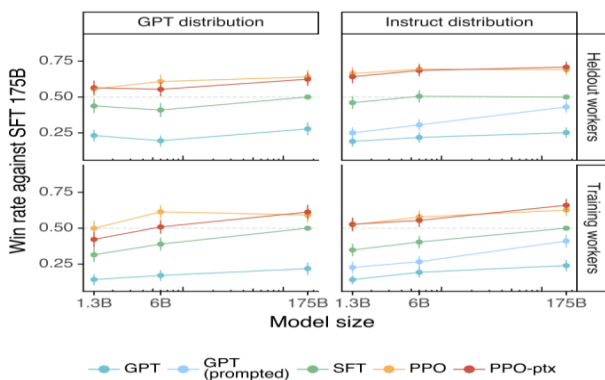 GPT distribution
Instruct distribution
Win rate against SFT 175B
0.75
0.50
0.25
Heldout workers
0.75
0.50
0.25
Training workers
1.3B
6B
175B
1.3B
6B
175B
Model size
GPT
GPT
(prompted)
SFT
PPO
PPO-ptx